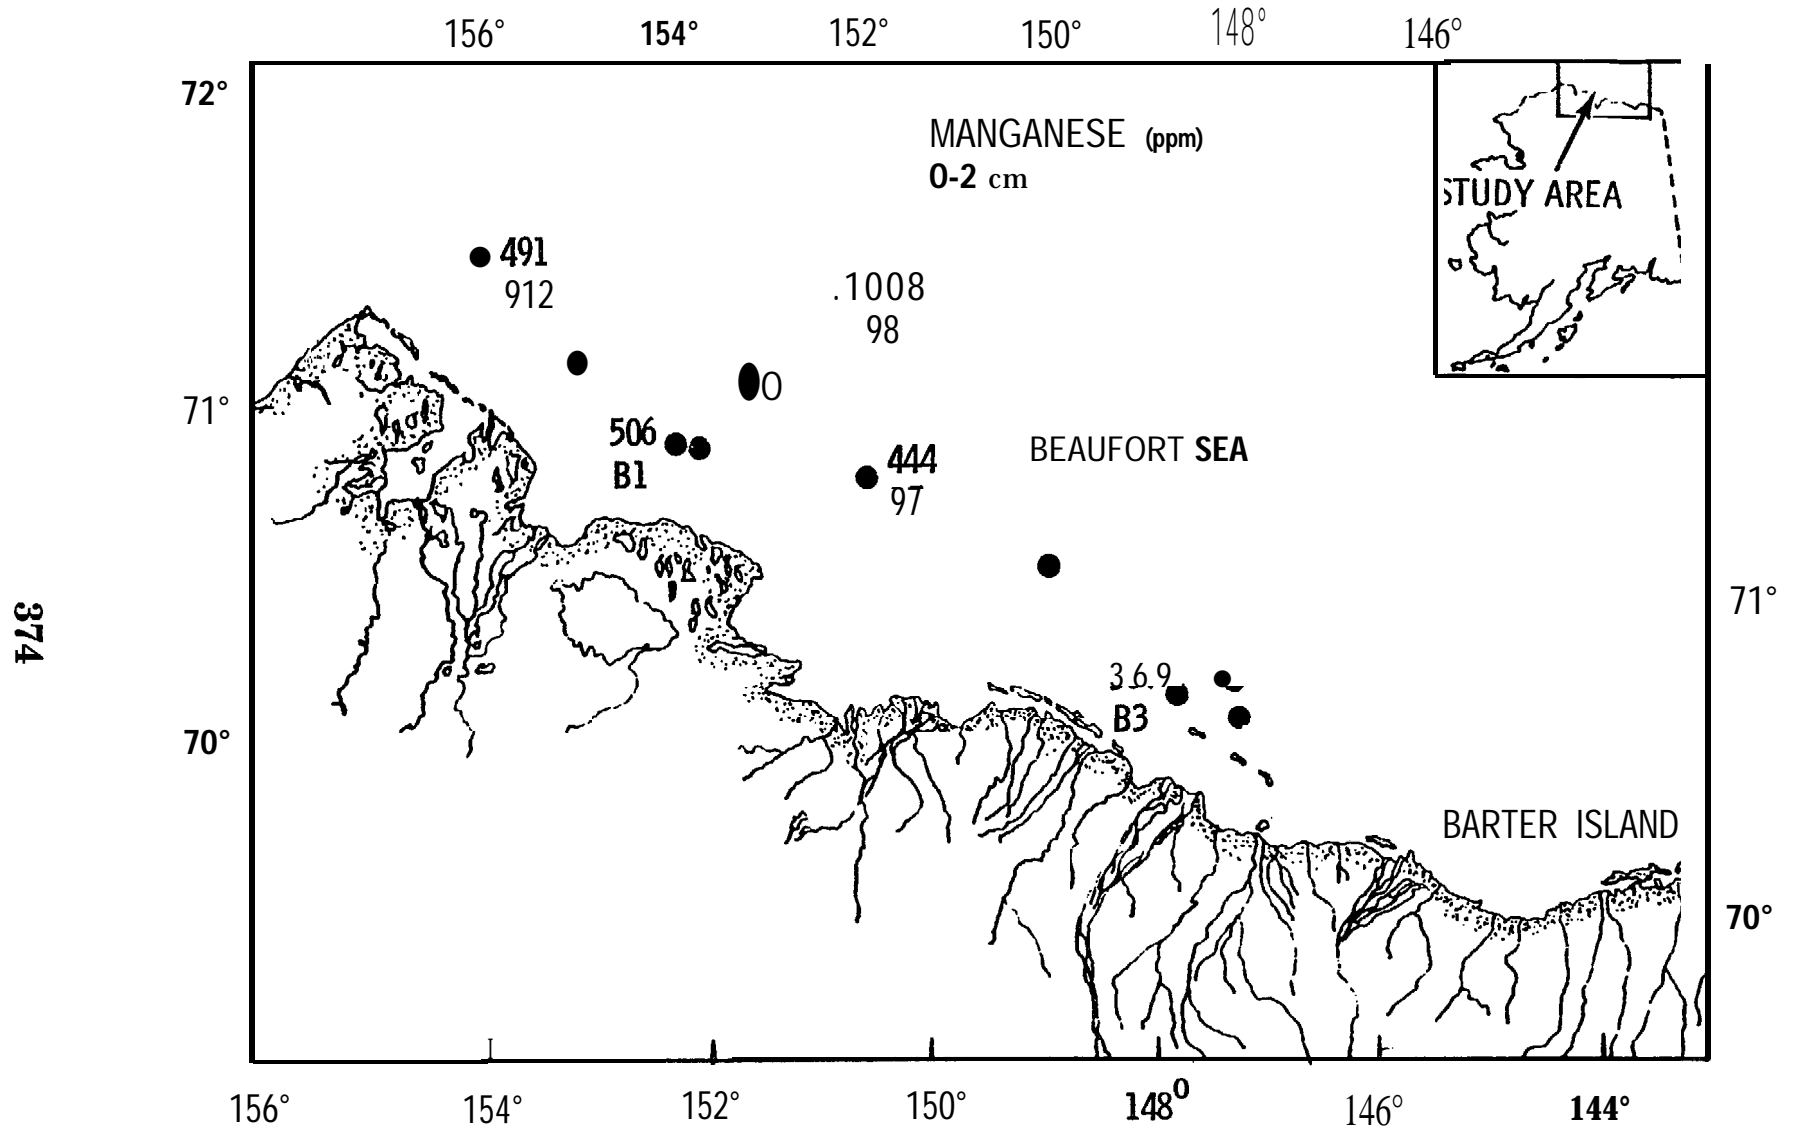 156° 154° 152° 150° 148° 146°
72°
MANGANESE (ppm)
0-2 cm
STUDY AREA
491
912
.1008
98
O
71°
506
B1
444
97
BEAUFORT SEA
71°
374
369
B3
70°
BARTER ISLAND
70°
156° 154° 152° 150° 148° 146° 144°